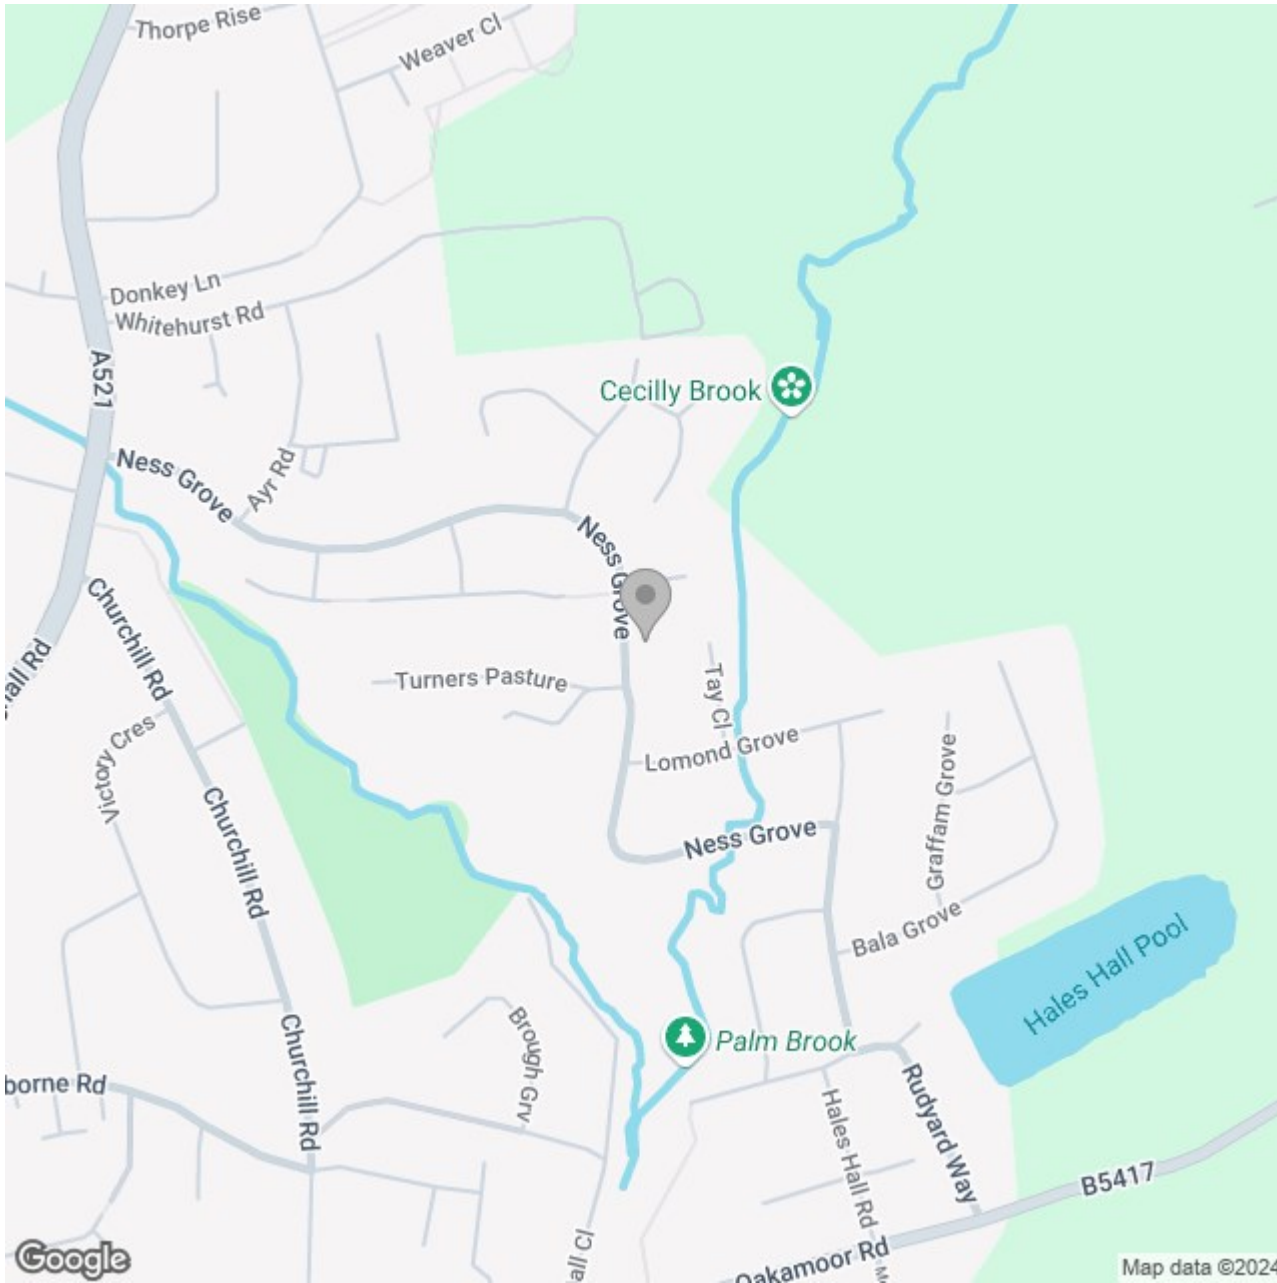 Thorpe Rise
Weaver Cl
Donkey Ln
Whitehurst Rd
A521
Cecilly Brook
Ness Grove
Ayr Rd
Ness Grove
Churchill Rd
Turners Pasture
Tay Cl
Victory Cres
Lomond Grove
Graffam Grove
Churchill Rd
Ness Grove
Bala Grove
Hales Hall Pool
Churchill Rd
Brough Grv
Palm Brook
Rudyard Way
Hales Hall Rd
B5417
Oakamoor Rd
Google
Map data ©2024